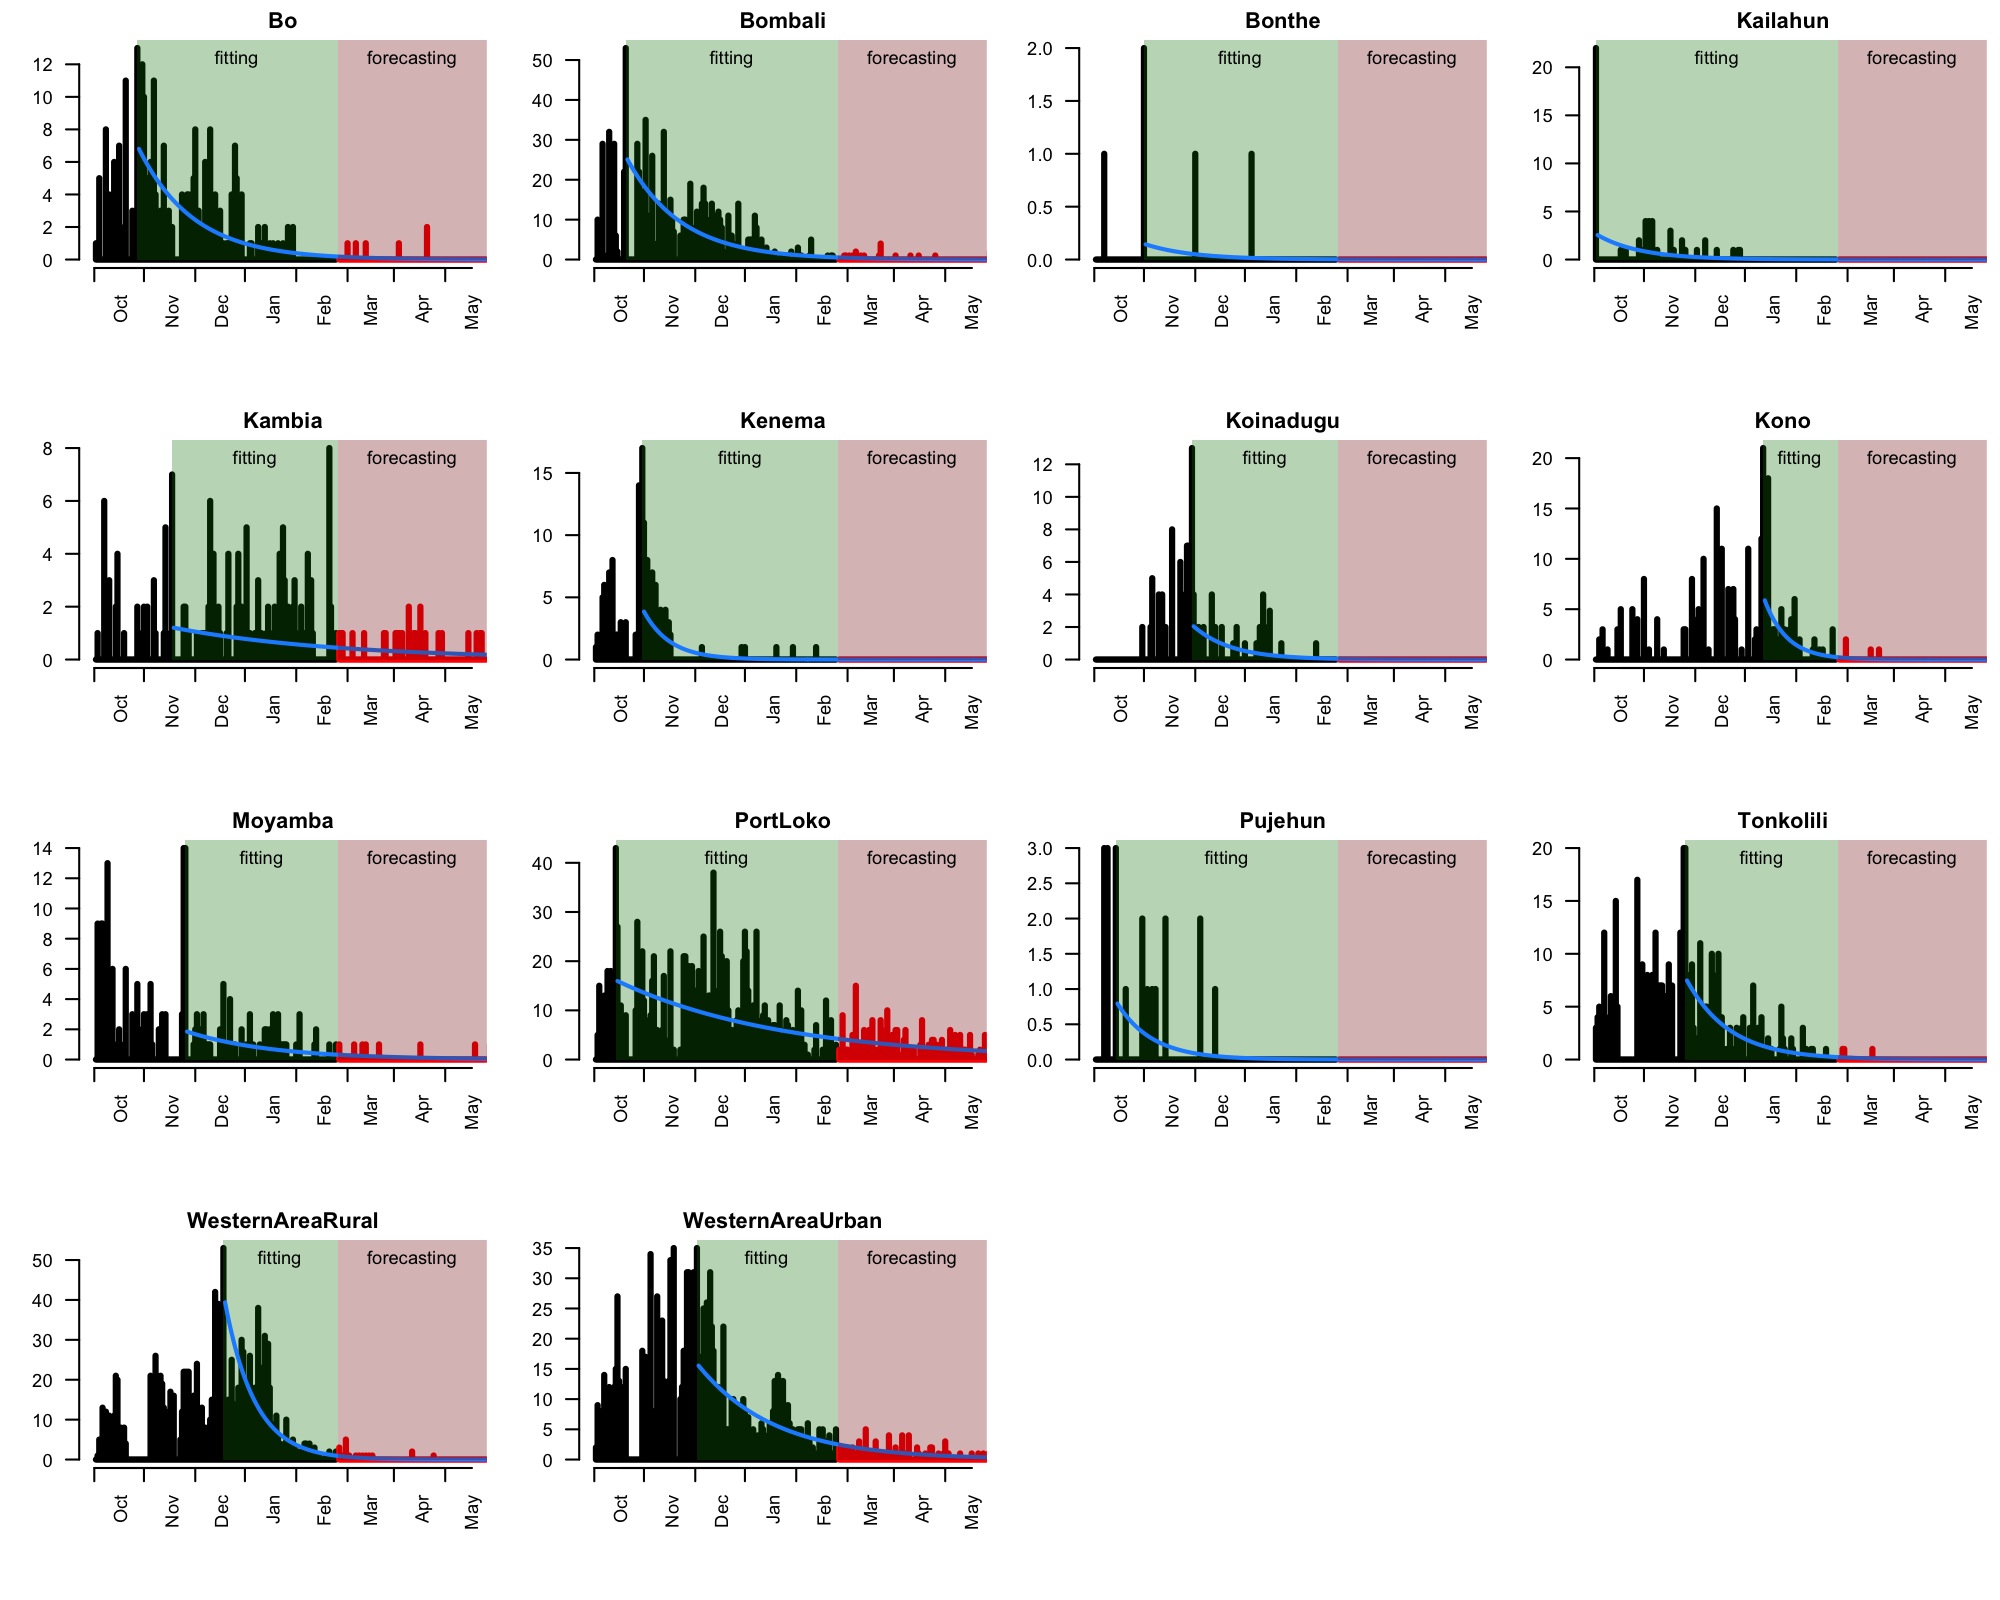 Bo
fitting forecasting
12
10
8
6
4
2
0
Oct Nov Dec Jan Feb Mar Apr May
Bombali
fitting forecasting
50
40
30
20
10
0
Oct Nov Dec Jan Feb Mar Apr May
Bonthe
fitting forecasting
2.0
1.5
1.0
0.5
0.0
Oct Nov Dec Jan Feb Mar Apr May
Kailahun
fitting forecasting
20
15
10
5
0
Oct Nov Dec Jan Feb Mar Apr May
Kambia
fitting forecasting
8
6
4
2
0
Oct Nov Dec Jan Feb Mar Apr May
Kenema
fitting forecasting
15
10
5
0
Oct Nov Dec Jan Feb Mar Apr May
Koinadugu
fitting forecasting
12
10
8
6
4
2
0
Oct Nov Dec Jan Feb Mar Apr May
Kono
fitting forecasting
20
15
10
5
0
Oct Nov Dec Jan Feb Mar Apr May
Moyamba
fitting forecasting
14
12
10
8
6
4
2
0
Oct Nov Dec Jan Feb Mar Apr May
PortLoko
fitting forecasting
40
30
20
10
0
Oct Nov Dec Jan Feb Mar Apr May
Pujehun
fitting forecasting
3.0
2.5
2.0
1.5
1.0
0.5
0.0
Oct Nov Dec Jan Feb Mar Apr May
Tonkolili
fitting forecasting
20
15
10
5
0
Oct Nov Dec Jan Feb Mar Apr May
WesternAreaRural
fitting forecasting
50
40
30
20
10
0
Oct Nov Dec Jan Feb Mar Apr May
WesternAreaUrban
fitting forecasting
35
30
25
20
15
10
5
0
Oct Nov Dec Jan Feb Mar Apr May